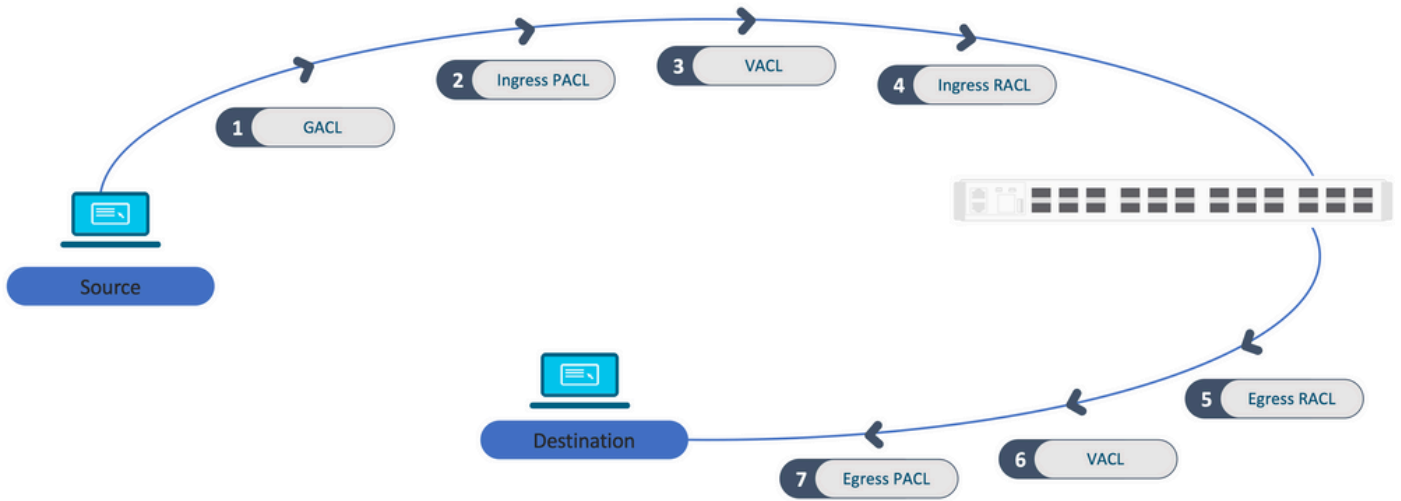 1 GACL
2 Ingress PACL
3 VACL
4 Ingress RACL
Source
5 Egress RACL
6 VACL
7 Egress PACL
Destination